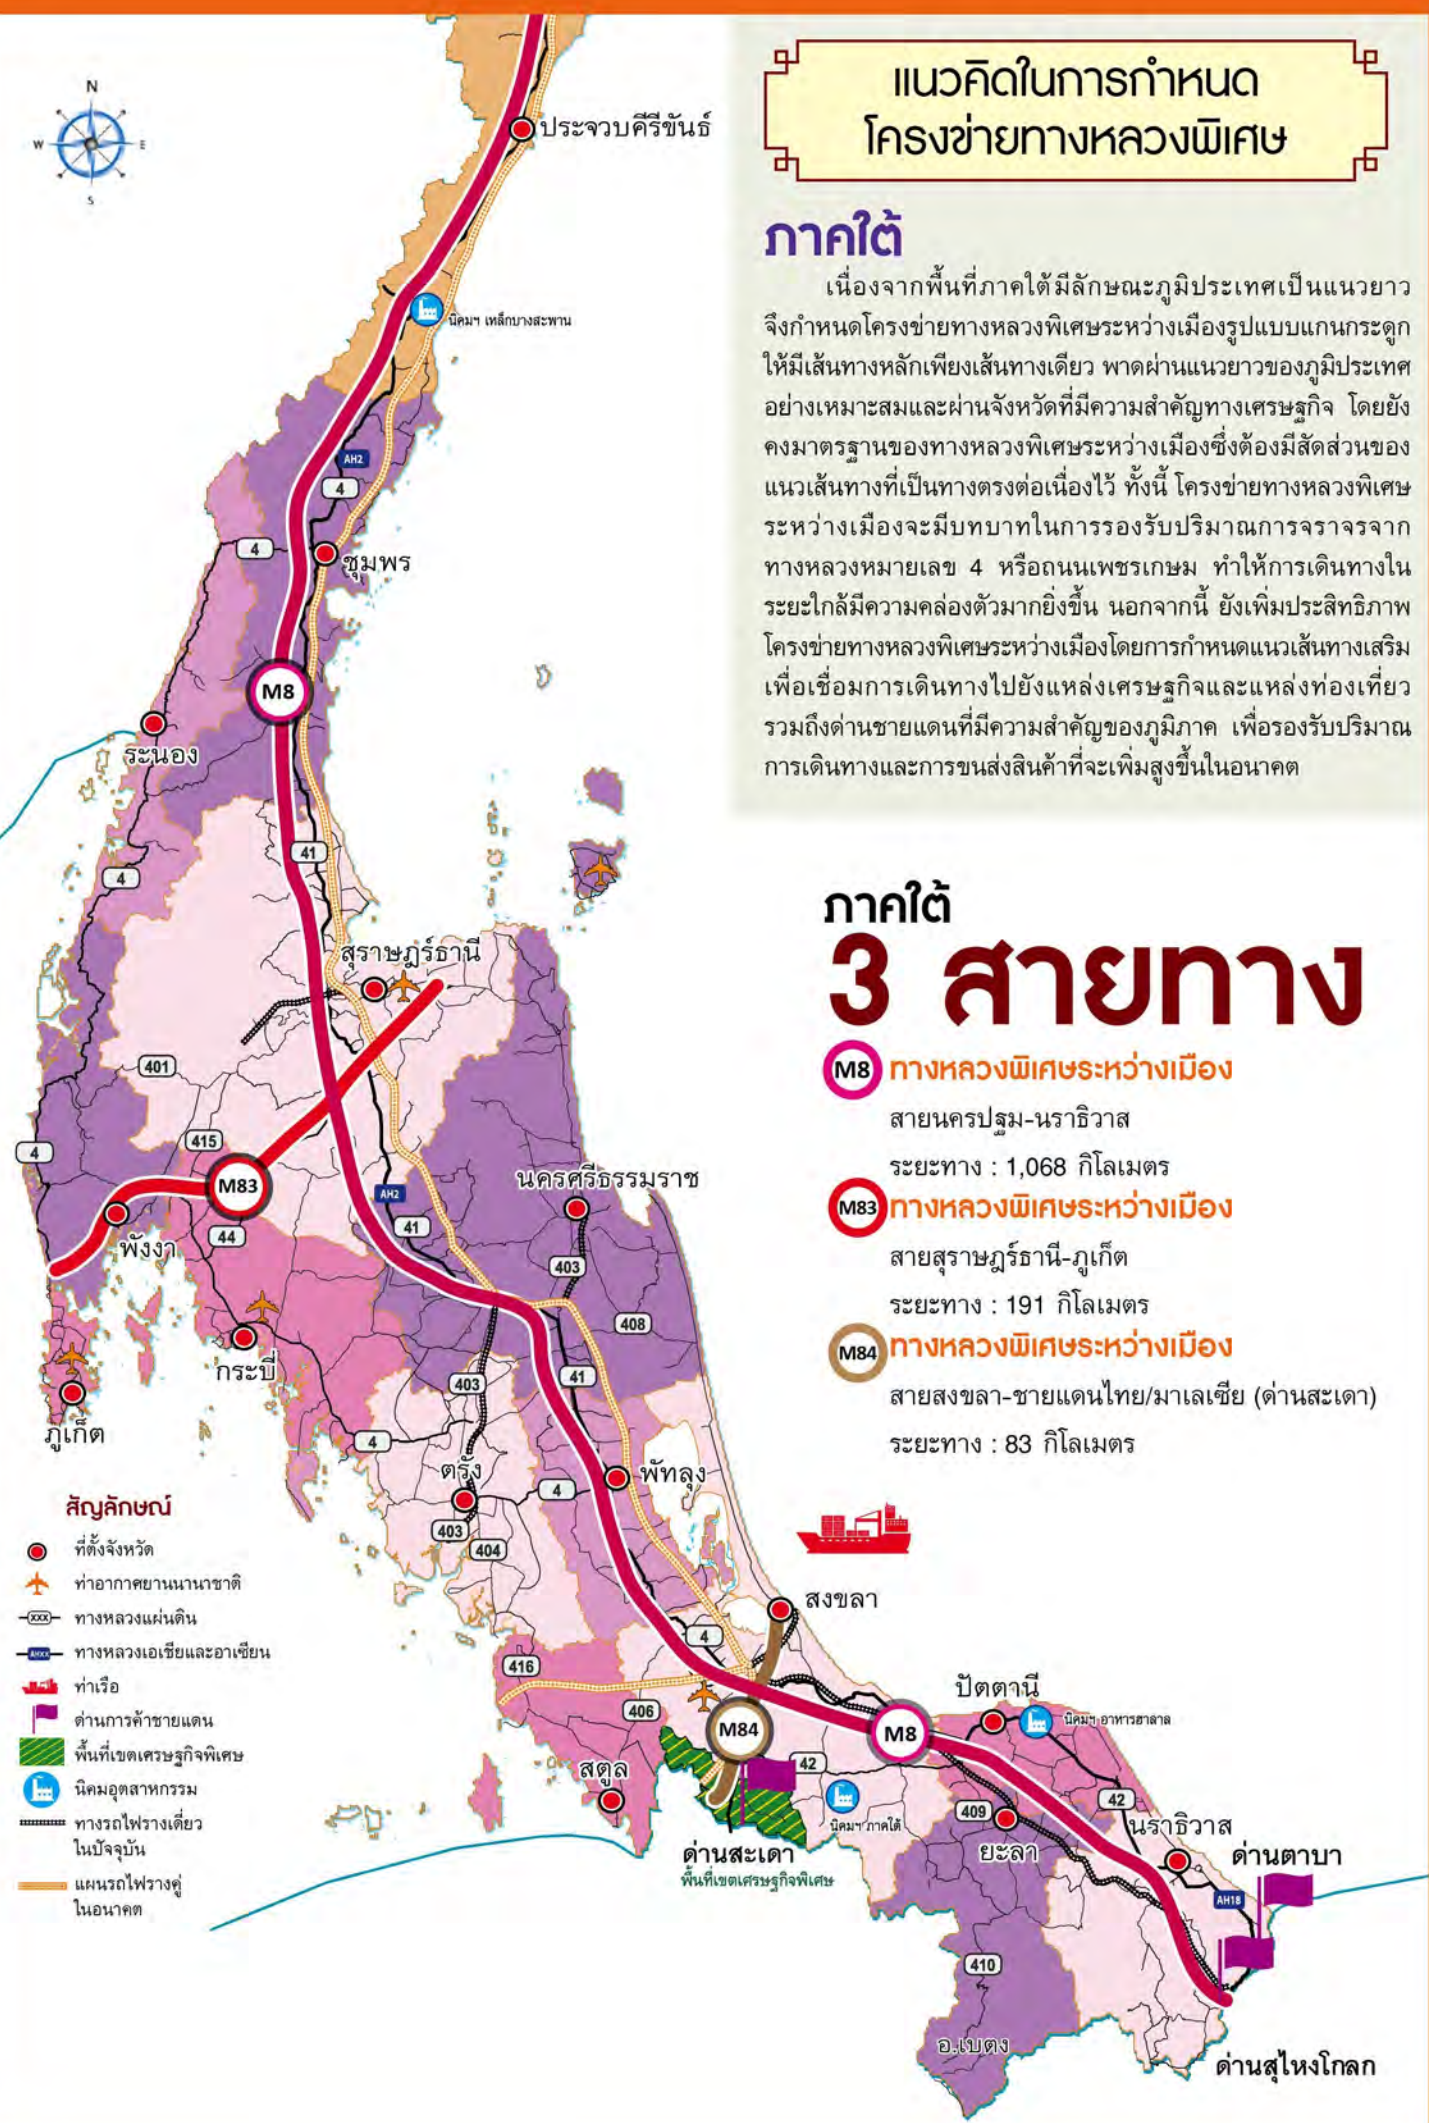 แนวคิดในการกำหนด
โครงข่ายทางหลวงพิเศษ
ภาคใต้
เนื่องจากพื้นที่ภาคใต้มีลักษณะภูมิประเทศเป็นแนวยาว
จึงกำหนดโครงข่ายทางหลวงพิเศษระหว่างเมืองรูปแบบแกนกระดูก
ให้มีเส้นทางหลักเพียงเส้นทางเดียว พาดผ่านแนวยาวของภูมิประเทศ
อย่างเหมาะสมและผ่านจังหวัดที่มีความสำคัญทางเศรษฐกิจ โดยยัง
คงมาตรฐานของทางหลวงพิเศษระหว่างเมืองซึ่งต้องมีสัดส่วนของ
แนวเส้นทางที่เป็นทางตรงต่อเนื่องไว้ ทั้งนี้ โครงข่ายทางหลวงพิเศษ
ระหว่างเมืองจะมีบทบาทในการรองรับปริมาณการจราจรจาก
ทางหลวงหมายเลข 4 หรือถนนเพชรเกษม ทำให้การเดินทางใน
ระยะใกล้มีความคล่องตัวมากยิ่งขึ้น นอกจากนี้ ยังเพิ่มประสิทธิภาพ
โครงข่ายทางหลวงพิเศษระหว่างเมืองโดยการกำหนดแนวเส้นทางเสริม
เพื่อเชื่อมการเดินทางไปยังแหล่งเศรษฐกิจและแหล่งท่องเที่ยว
รวมถึงด่านชายแดนที่มีความสำคัญของภูมิภาค เพื่อรองรับปริมาณ
การเดินทางและการขนส่งสินค้าที่จะเพิ่มสูงขึ้นในอนาคต
ภาคใต้
3 สายทาง
M8 ทางหลวงพิเศษระหว่างเมือง
สายนครปฐม-นราธิวาส
ระยะทาง : 1,068 กิโลเมตร
M83 ทางหลวงพิเศษระหว่างเมือง
สายสุราษฎร์ธานี-ภูเก็ต
ระยะทาง : 191 กิโลเมตร
M84 ทางหลวงพิเศษระหว่างเมือง
สายสงขลา-ชายแดนไทย/มาเลเซีย (ด่านสะเดา)
ระยะทาง : 83 กิโลเมตร
N
W
E
S
ประจวบคีรีขันธ์
นิคมฯ เหล็กบางสะพาน
AH2
4
4
ชุมพร
M8
ระนอง
41
4
สุราษฎร์ธานี
401
415
4
M83
AH2
นครศรีธรรมราช
41
44
พังงา
403
408
กระบี่
403
41
ภูเก็ต
4
ตรัง
พัทลุง
4
403
404
สงขลา
4
416
406
M84
M8
ปัตตานี
นิคมฯ อาหารฮาลาล
สตูล
42
42
409
นิคมฯ ภาคใต้
นราธิวาส
ยะลา
ด่านสะเดา
พื้นที่เขตเศรษฐกิจพิเศษ
ด่านตาบา
AH18
410
อ.เบตง
ด่านสุไหงโกลก
สัญลักษณ์
ที่ตั้งจังหวัด
ท่าอากาศยานนานาชาติ
xxx ทางหลวงแผ่นดิน
AHxx ทางหลวงเอเชียและอาเซียน
ท่าเรือ
ด่านการค้าชายแดน
พื้นที่เขตเศรษฐกิจพิเศษ
นิคมอุตสาหกรรม
ทางรถไฟรางเดี่ยว
ในปัจจุบัน
แผนรถไฟรางคู่
ในอนาคต